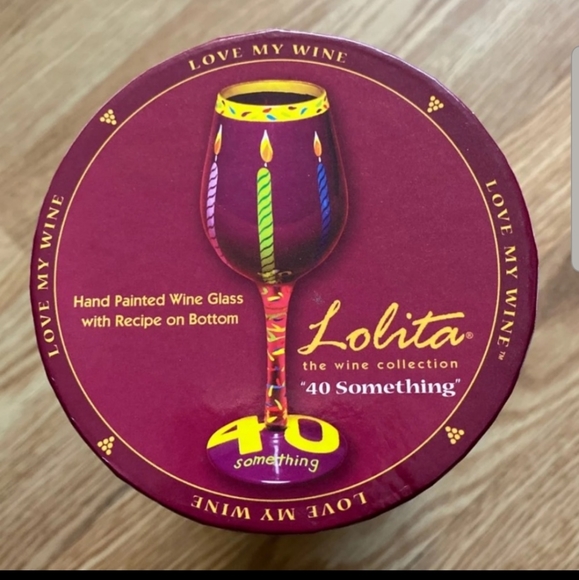 LOVE MY WINE
LOVE MY WINE
LOVE MY WINE™
Hand Painted Wine Glass
with Recipe on Bottom
Lolita®
the wine collection
"40 Something"
40
something
LOVE MY WINE